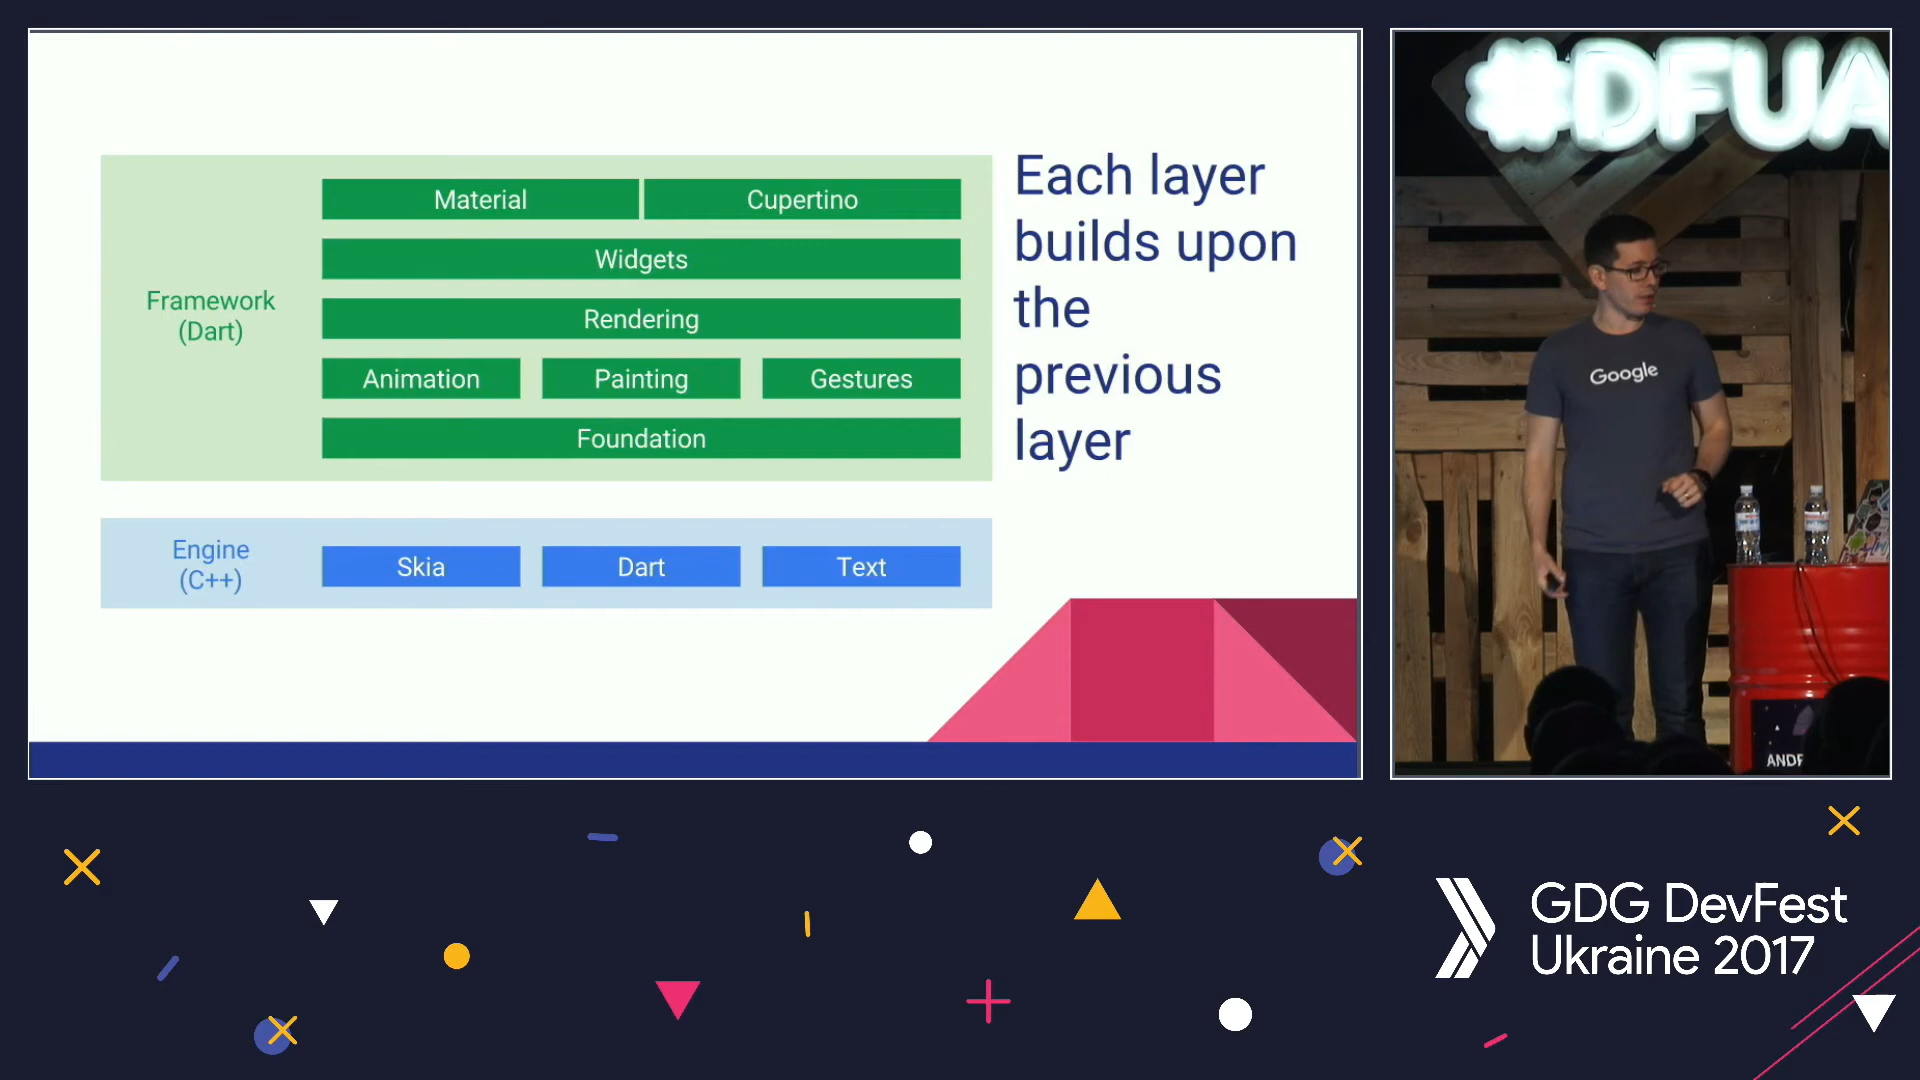 Material
Cupertino
Widgets
Framework
(Dart)
Rendering
Animation
Painting
Gestures
Foundation
Engine
(C++)
Skia
Dart
Text
Each layer
builds upon
the
previous
layer
#DFUA
Google
GDG DevFest
Ukraine 2017